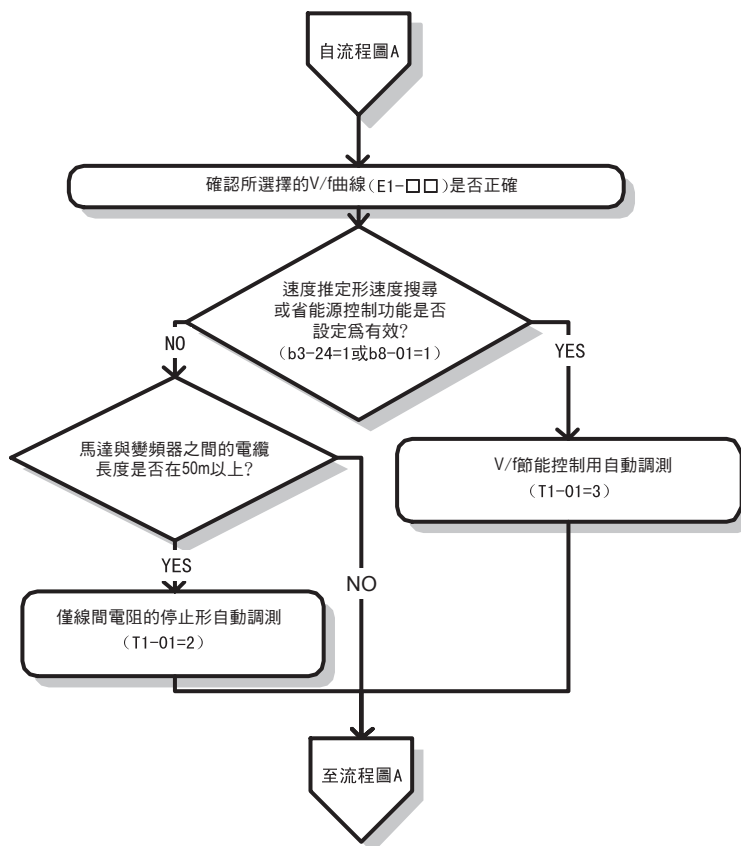 自流程圖A
確認所選擇的V/f曲線(E1-□□)是否正確
速度推定形速度搜尋
或省能源控制功能是否
設定爲有效?
(b3-24=1或b8-01=1)
NO
YES
馬達與變頻器之間的電纜
長度是否在50m以上?
V/f節能控制用自動調測
(T1-01=3)
YES
NO
僅線間電阻的停止形自動調測
(T1-01=2)
至流程圖A